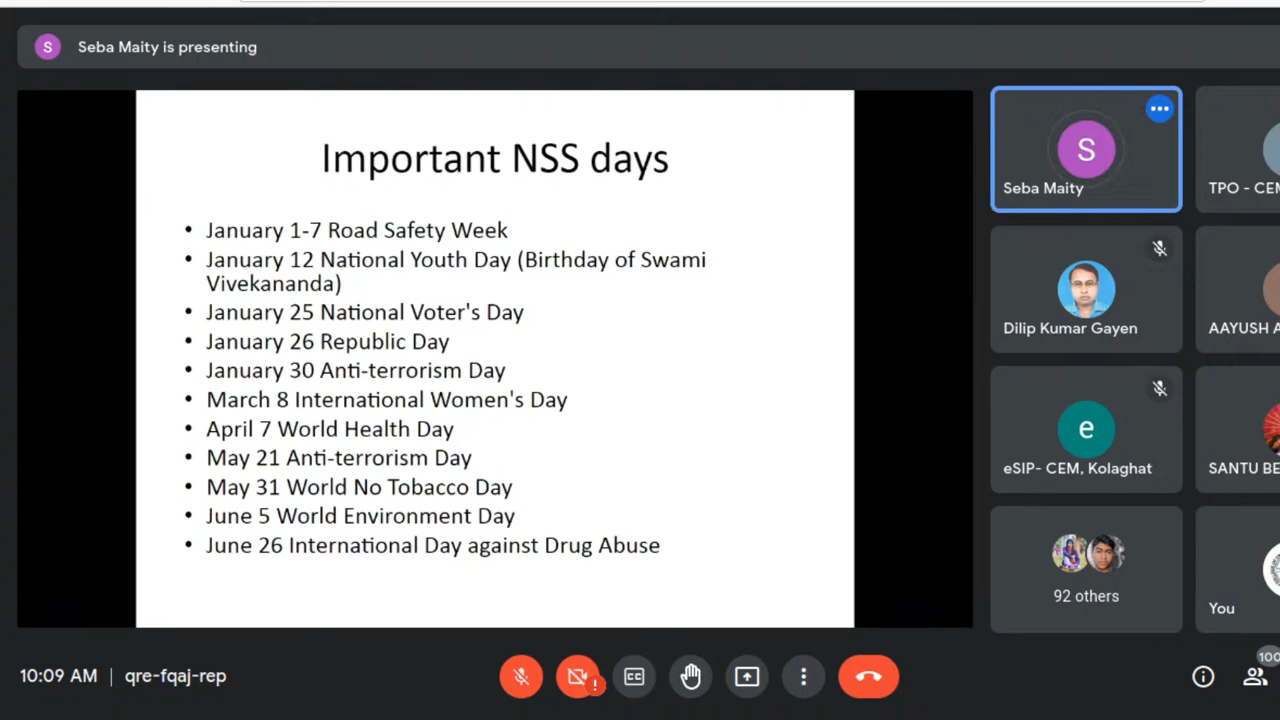 S Seba Maity is presenting
Important NSS days
• January 1-7 Road Safety Week
• January 12 National Youth Day (Birthday of Swami
Vivekananda)
• January 25 National Voter's Day
• January 26 Republic Day
• January 30 Anti-terrorism Day
• March 8 International Women's Day
• April 7 World Health Day
• May 21 Anti-terrorism Day
• May 31 World No Tobacco Day
• June 5 World Environment Day
• June 26 International Day against Drug Abuse
S
Seba Maity
TPO - CEM
Dilip Kumar Gayen
AAYUSH A
e
eSIP- CEM, Kolaghat
SANTU BE
92 others
You
10:09 AM | qre-fqaj-rep
CC
!
100